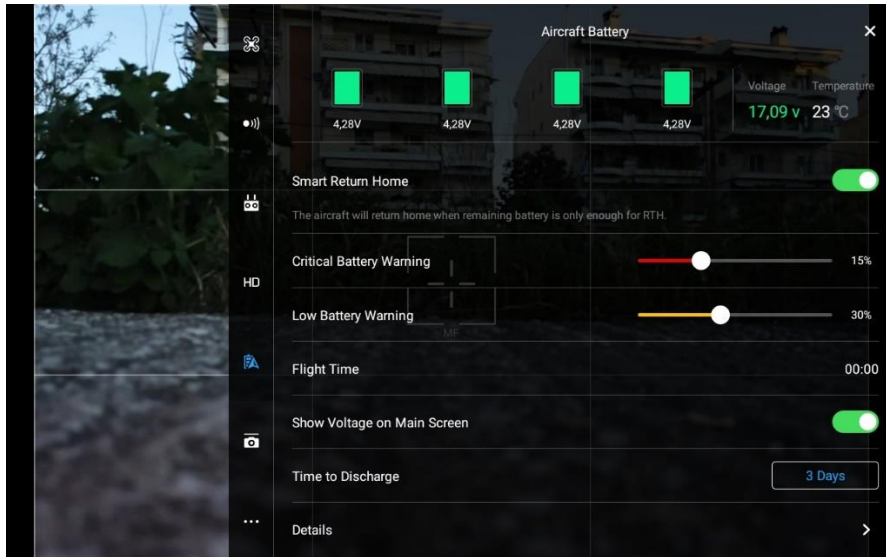 Aircraft Battery
4,28V 4,28V 4,28V 4,28V
Voltage Temperature
17,09 v 23 °C
Smart Return Home
The aircraft will return home when remaining battery is only enough for RTH.
Critical Battery Warning 15%
HD
Low Battery Warning 30%
MF
Flight Time 00:00
Show Voltage on Main Screen
Time to Discharge 3 Days
Details